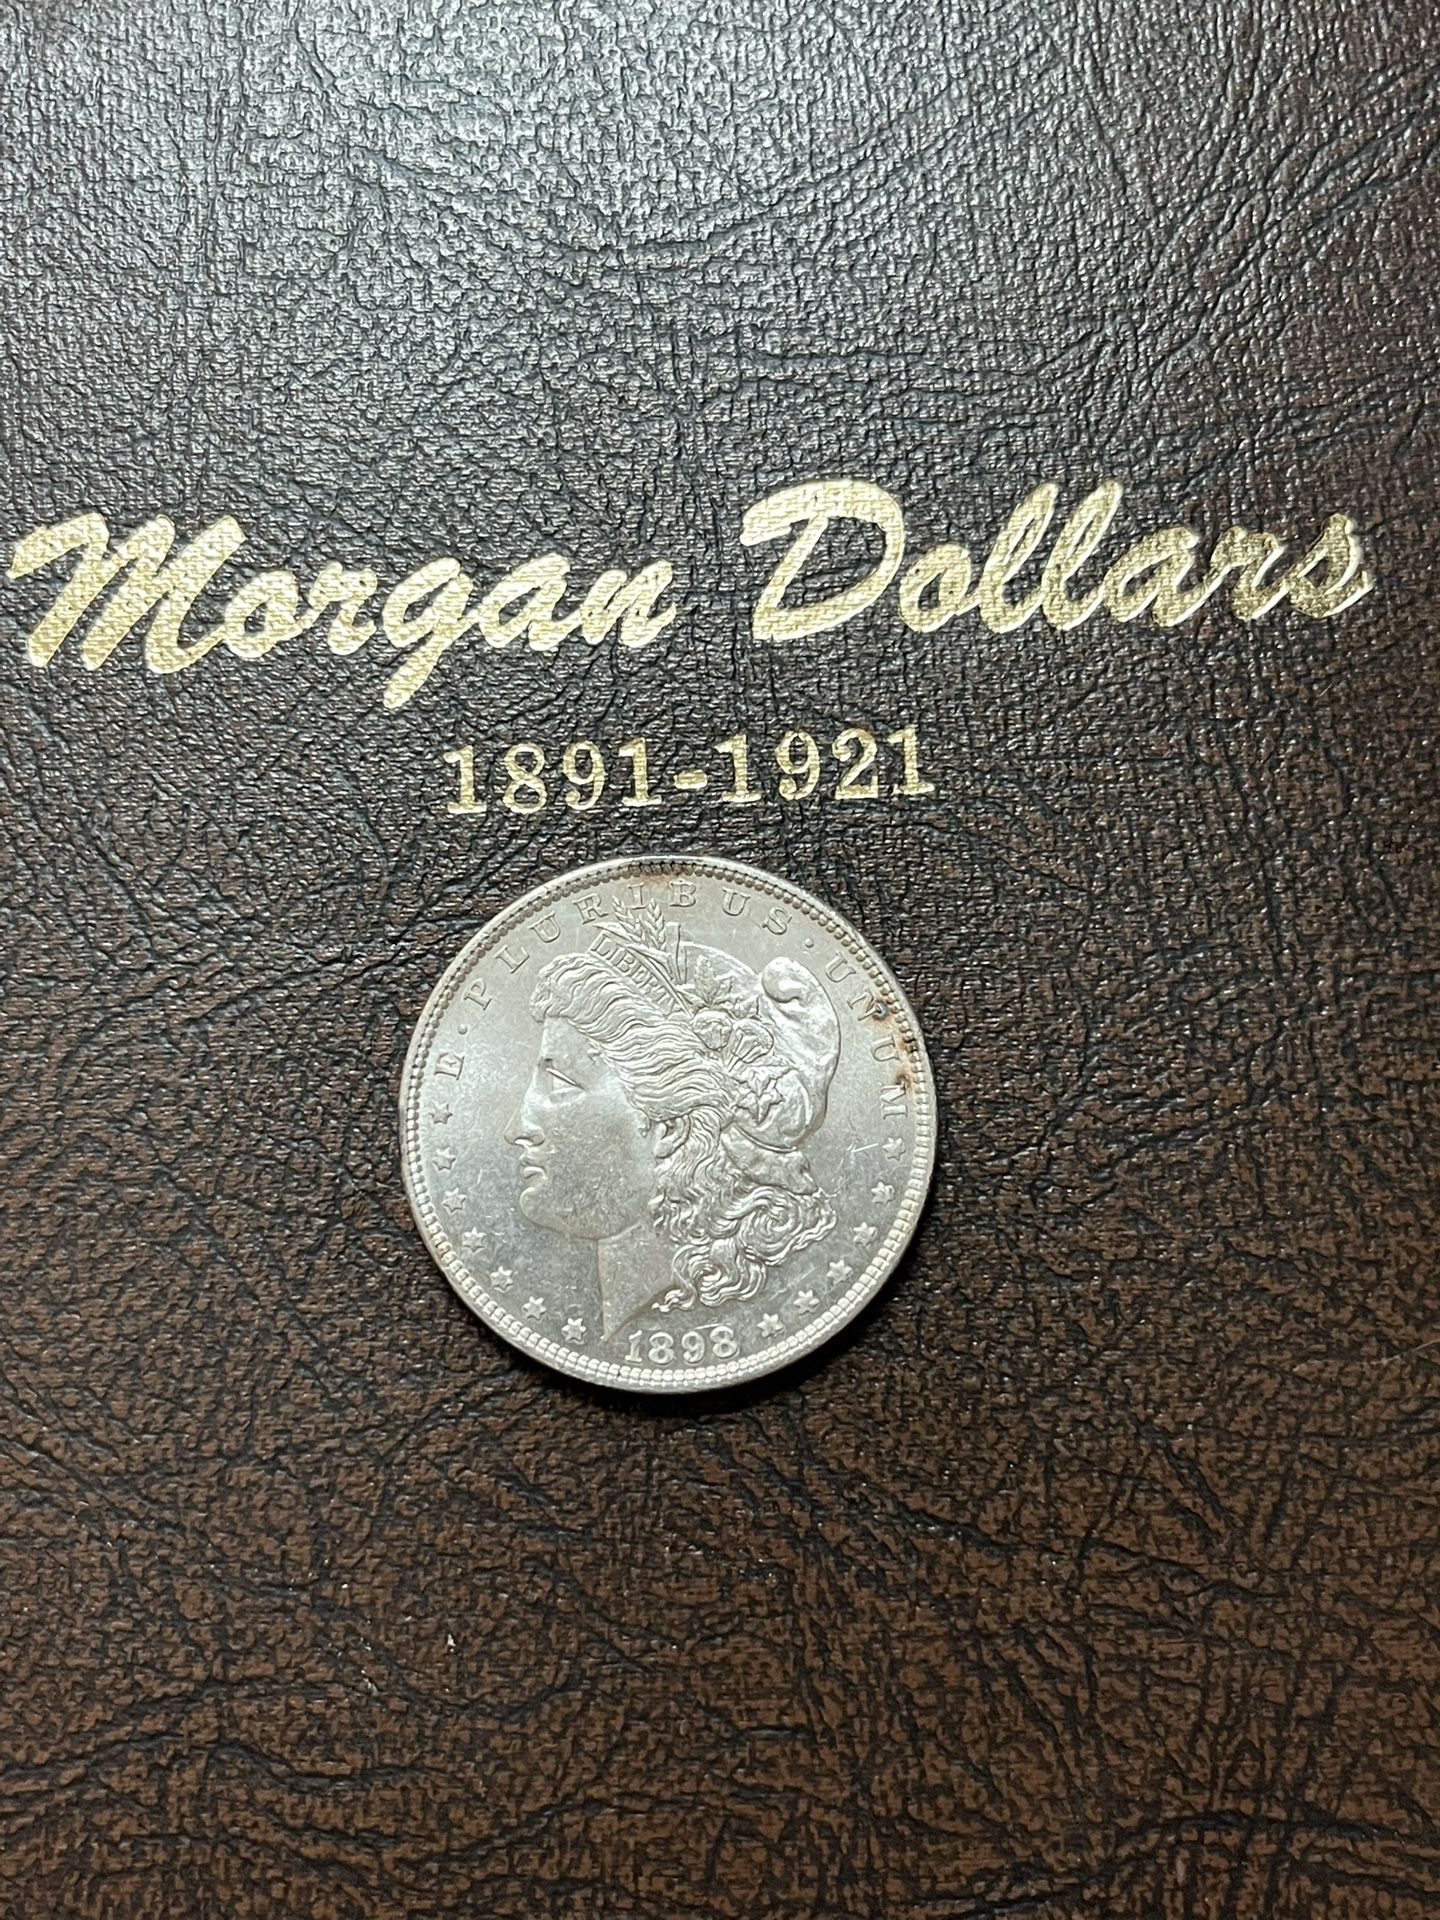 Morgan Dollars
1891-1921
E · PLURIBUS · UNUM
LIBERTY
1898